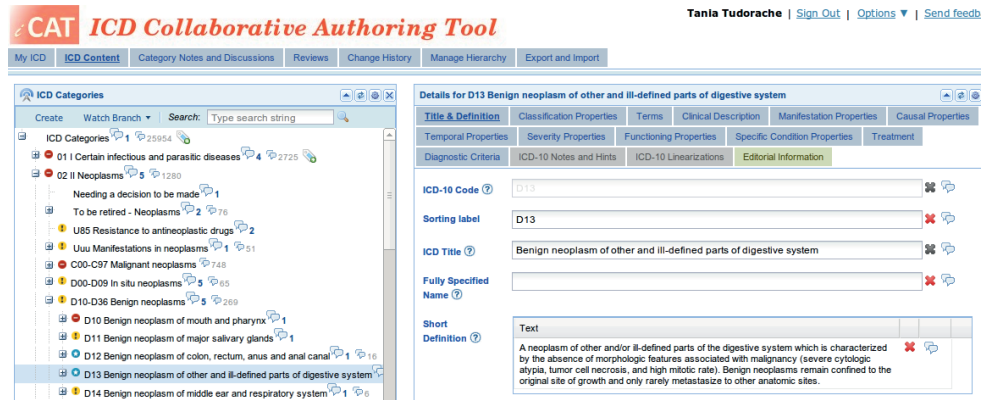 iCAT ICD Collaborative Authoring Tool
Tania Tudorache | Sign Out | Options ▼ | Send feedb
My ICD ICD Content Category Notes and Discussions Reviews Change History Manage Hierarchy Export and Import
ICD Categories
Create Watch Branch ▾ Search: Type search string
ICD Categories 1 25954
01 I Certain infectious and parasitic diseases 4 2725
02 II Neoplasms 5 1280
Needing a decision to be made 1
To be retired - Neoplasms 2 76
U85 Resistance to antineoplastic drugs 2
Uuu Manifestations in neoplasms 1 51
C00-C97 Malignant neoplasms 748
D00-D09 In situ neoplasms 5 65
D10-D36 Benign neoplasms 5 269
D10 Benign neoplasm of mouth and pharynx 1
D11 Benign neoplasm of major salivary glands 1
D12 Benign neoplasm of colon, rectum, anus and anal canal 1 16
D13 Benign neoplasm of other and ill-defined parts of digestive system
D14 Benign neoplasm of middle ear and respiratory system 1 6
Details for D13 Benign neoplasm of other and ill-defined parts of digestive system
Title & Definition Classification Properties Terms Clinical Description Manifestation Properties Causal Properties
Temporal Properties Severity Properties Functioning Properties Specific Condition Properties Treatment
Diagnostic Criteria ICD-10 Notes and Hints ICD-10 Linearizations Editorial Information
ICD-10 Code ? D13
Sorting label D13
ICD Title ? Benign neoplasm of other and ill-defined parts of digestive system
Fully Specified
Name ?
Short
Definition ?
Text
A neoplasm of other and/or ill-defined parts of the digestive system which is characterized
by the absence of morphologic features associated with malignancy (severe cytologic
atypia, tumor cell necrosis, and high mitotic rate). Benign neoplasms remain confined to the
original site of growth and only rarely metastasize to other anatomic sites.